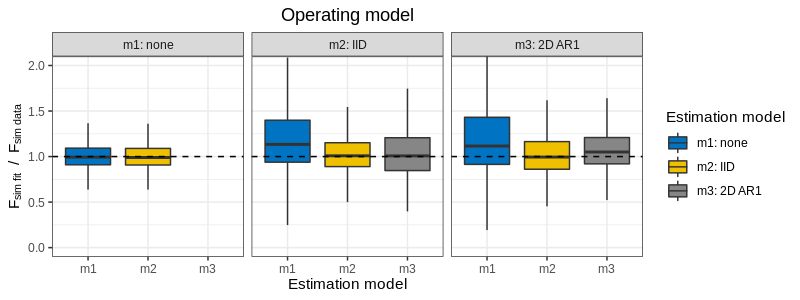 Operating model
m1: none
m2: IID
m3: 2D AR1
F sim fit / F sim data
2.0
1.5
1.0
0.5
0.0
m1 m2 m3
m1 m2 m3
m1 m2 m3
Estimation model
Estimation model
m1: none
m2: IID
m3: 2D AR1